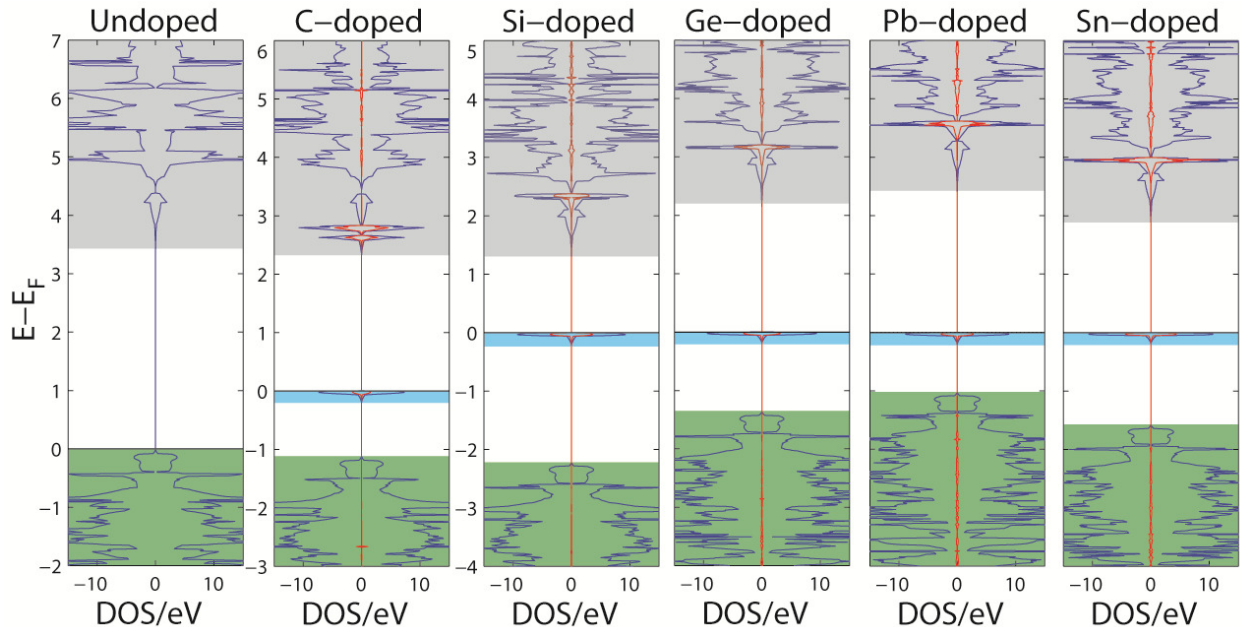 Undoped C−doped Si−doped Ge−doped Pb−doped Sn−doped
7 6 5
6 5 4
5 4 3
4 3 2
3 2 1
E−E_F
2 1 0
1 0 −1
0 −1 −2
−1 −2 −3
−2 −3 −4
−10 0 10 −10 0 10 −10 0 10 −10 0 10 −10 0 10 −10 0 10
DOS/eV DOS/eV DOS/eV DOS/eV DOS/eV DOS/eV